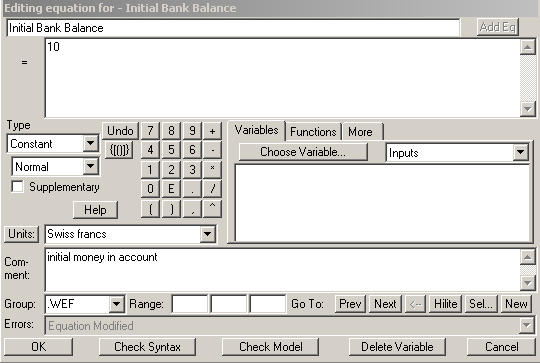 Editing equation for - Initial Bank Balance
Initial Bank Balance
Add Eq
=
10
Type
Constant
Normal
Supplementary
Help
Undo 7 8 9 +
{[()]} 4 5 6 -
1 2 3 *
0 E . /
( ) , ^
Variables Functions More
Choose Variable... Inputs
Units: Swiss francs
Com-
ment:
initial money in account
Group: .WEF Range: Go To: Prev Next <-- Hilite Sel... New
Errors: Equation Modified
OK Check Syntax Check Model Delete Variable Cancel